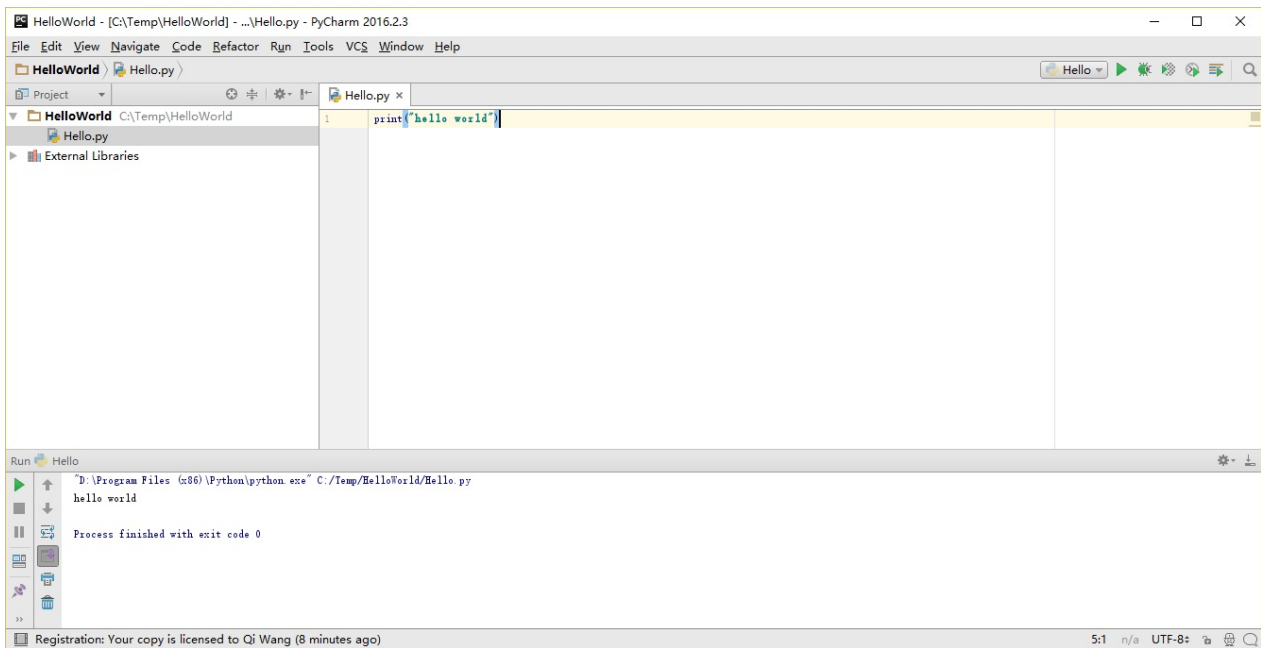 HelloWorld - [C:\Temp\HelloWorld] - ...\Hello.py - PyCharm 2016.2.3
File Edit View Navigate Code Refactor Run Tools VCS Window Help
HelloWorld Hello.py Hello
Project Hello.py
HelloWorld C:\Temp\HelloWorld
1 print("hello world")
Hello.py
External Libraries
Run Hello
"D:\Program Files (x86)\Python\python.exe" C:/Temp/HelloWorld/Hello.py
hello world
Process finished with exit code 0
Registration: Your copy is licensed to Qi Wang (8 minutes ago) 5:1 n/a UTF-8